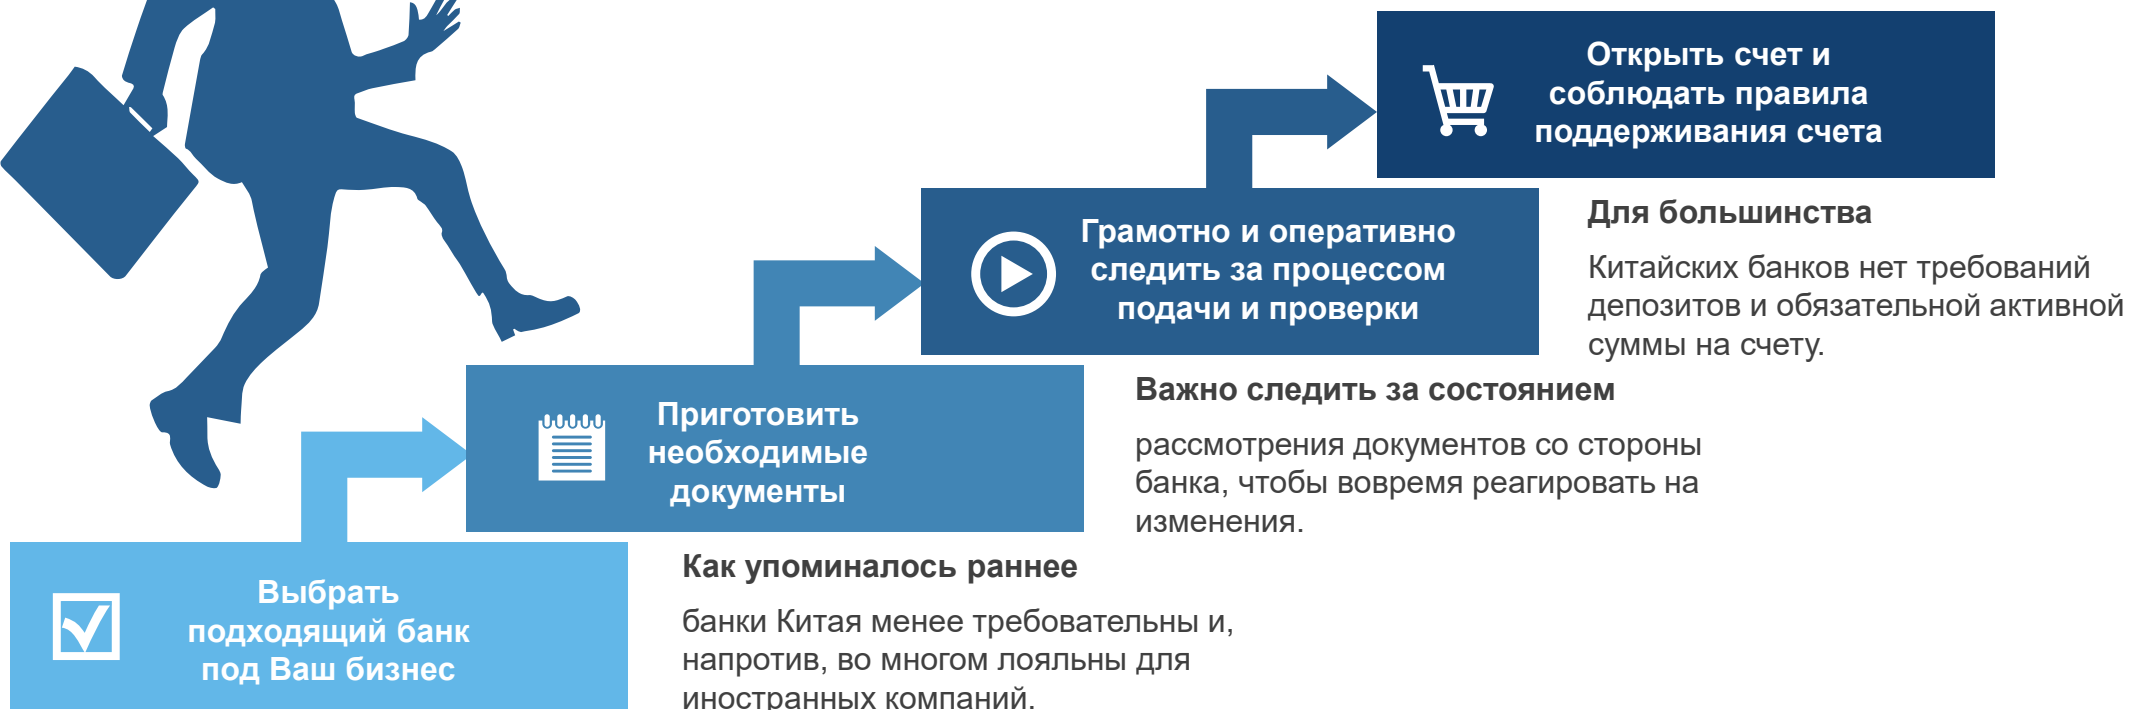 Открыть счет и
соблюдать правила
поддерживания счета
Для большинства
Китайских банков нет требований
депозитов и обязательной активной
суммы на счету.
Грамотно и оперативно
следить за процессом
подачи и проверки
Важно следить за состоянием
рассмотрения документов со стороны
банка, чтобы вовремя реагировать на
изменения.
Приготовить
необходимые
документы
Как упоминалось раннее
банки Китая менее требовательны и,
напротив, во многом лояльны для
иностранных компаний.
Выбрать
подходящий банк
под Ваш бизнес